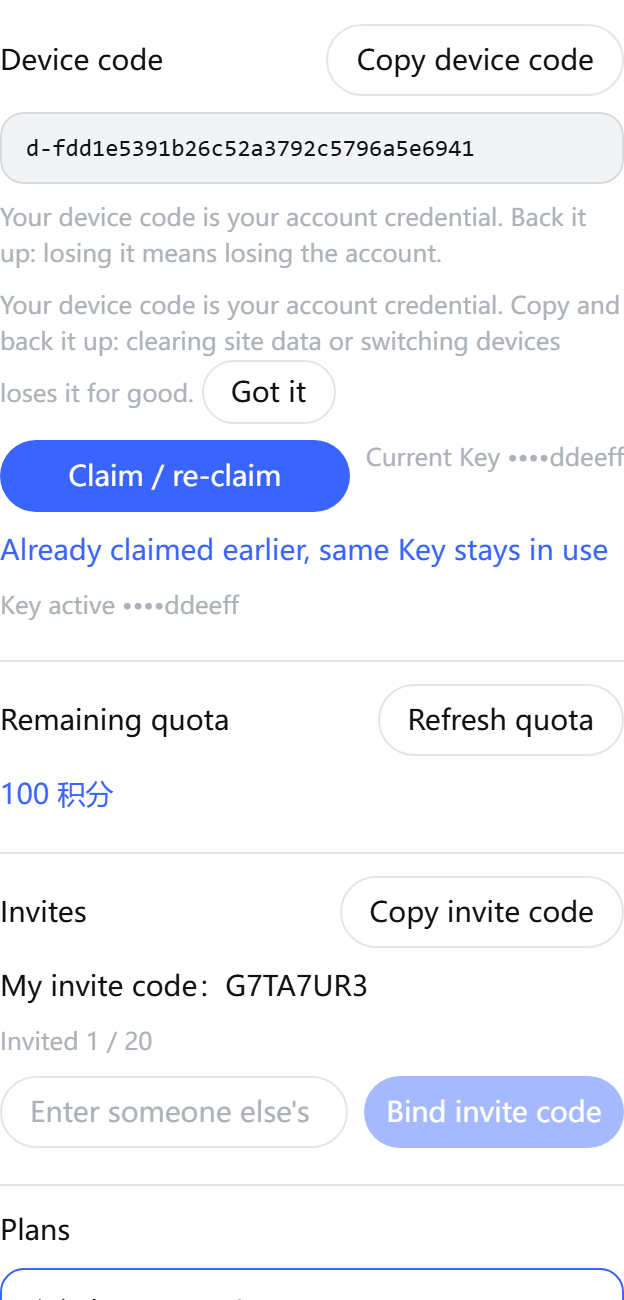 Device code
Copy device code
d-fdd1e5391b26c52a3792c5796a5e6941
Your device code is your account credential. Back it
up: losing it means losing the account.
Your device code is your account credential. Copy and
back it up: clearing site data or switching devices
loses it for good.
Got it
Claim / re-claim
Current Key ••••ddeeff
Already claimed earlier, same Key stays in use
Key active ••••ddeeff
Remaining quota
Refresh quota
100 积分
Invites
Copy invite code
My invite code：G7TA7UR3
Invited 1 / 20
Enter someone else's
Bind invite code
Plans